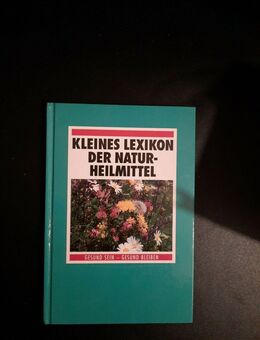 KLEINES LEXIKON
DER NATUR-
HEILMITTEL
GESUND SEIN – GESUND BLEIBEN